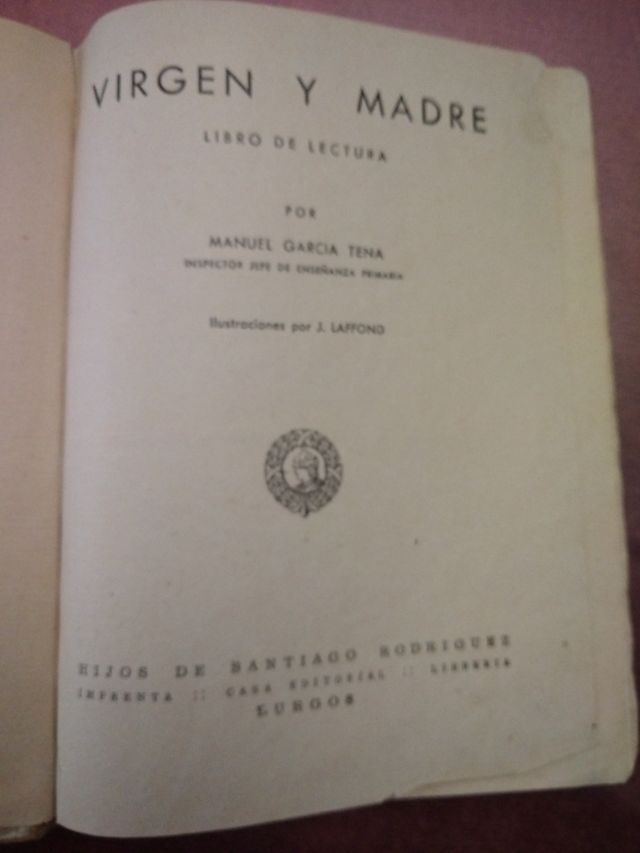 VIRGEN Y MADRE
LIBRO DE LECTURA
POR
MANUEL GARCIA TENA
INSPECTOR JEFE DE ENSEÑANZA PRIMARIA
Ilustraciones por J. LAFFOND
HIJOS DE SANTIAGO RODRIGUEZ
IMPRENTA :: CASA EDITORIAL :: LIBRERIA
BURGOS